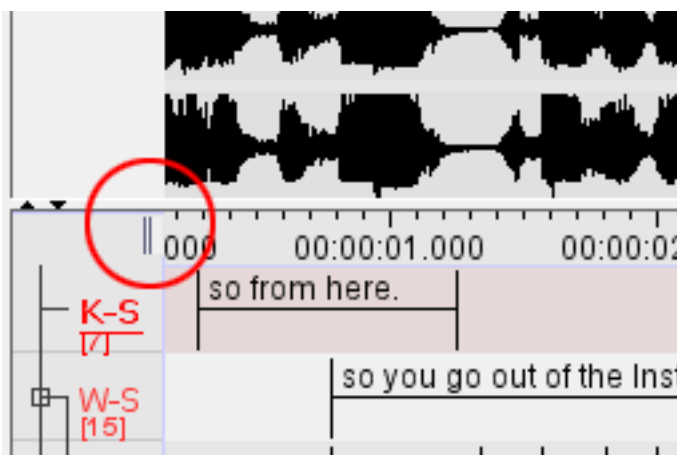 000 00:00:01.000 00:00:02
so from here.
K-S
[7]
so you go out of the Inst
W-S
[15]